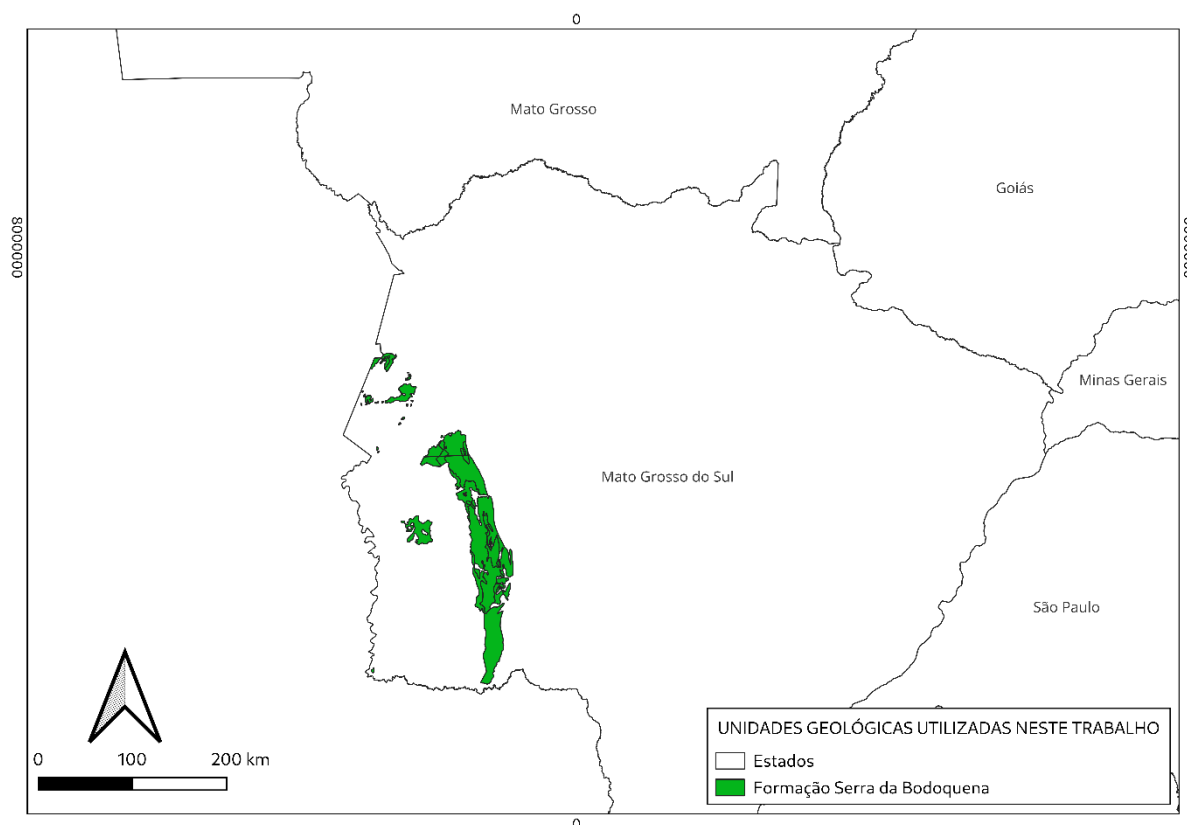 0
Mato Grosso
Goiás
8000000
8000000
Minas Gerais
Mato Grosso do Sul
São Paulo
UNIDADES GEOLÓGICAS UTILIZADAS NESTE TRABALHO
Estados
Formação Serra da Bodoquena
0 100 200 km
0